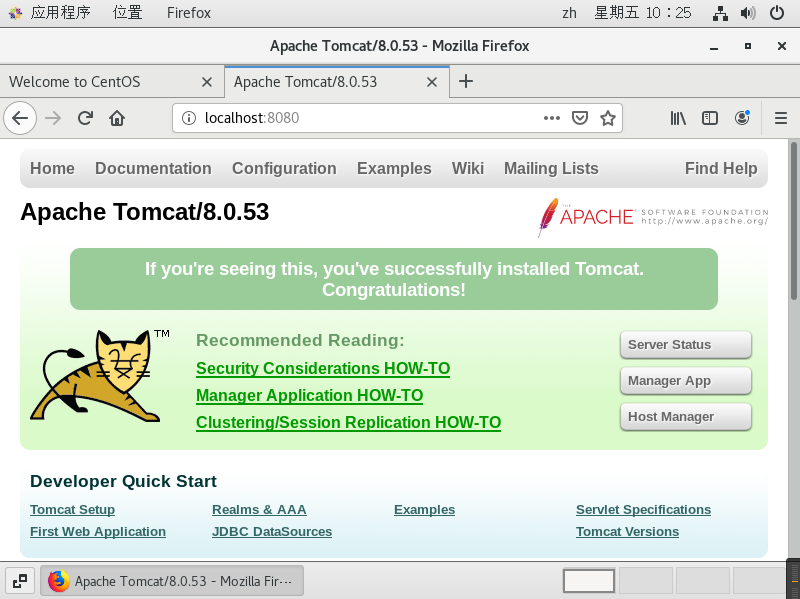 应用程序 位置 Firefox zh 星期五 10：25
Apache Tomcat/8.0.53 - Mozilla Firefox
Welcome to CentOS Apache Tomcat/8.0.53
localhost:8080
Home Documentation Configuration Examples Wiki Mailing Lists Find Help
Apache Tomcat/8.0.53
THE
APACHE SOFTWARE FOUNDATION
http://www.apache.org/
If you're seeing this, you've successfully installed Tomcat.
Congratulations!
TM
Recommended Reading:
Security Considerations HOW-TO
Manager Application HOW-TO
Clustering/Session Replication HOW-TO
Server Status
Manager App
Host Manager
Developer Quick Start
Tomcat Setup Realms & AAA Examples Servlet Specifications
First Web Application JDBC DataSources Tomcat Versions
Apache Tomcat/8.0.53 - Mozilla Fir···